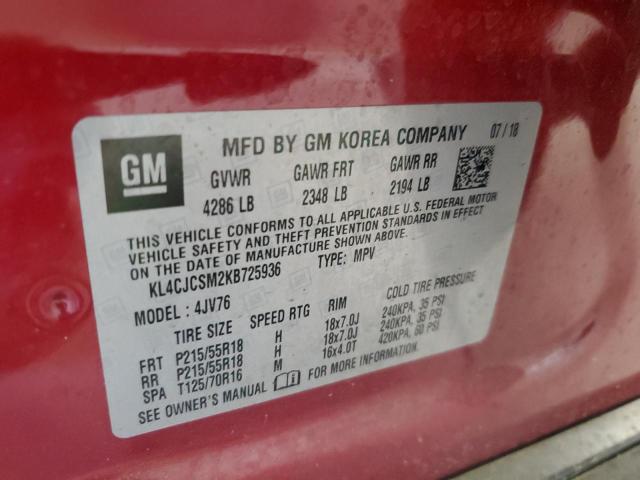 GM
MFD BY GM KOREA COMPANY 07/18
GVWR GAWR FRT GAWR RR
4286 LB 2348 LB 2194 LB
THIS VEHICLE CONFORMS TO ALL APPLICABLE U.S. FEDERAL MOTOR
VEHICLE SAFETY AND THEFT PREVENTION STANDARDS IN EFFECT
ON THE DATE OF MANUFACTURE SHOWN ABOVE.
KL4CJCSM2KB725936 TYPE: MPV
MODEL : 4JV76
TIRE SIZE SPEED RTG RIM COLD TIRE PRESSURE
FRT P215/55R18 H 18x7.0J 240KPA, 35 PSI
RR P215/55R18 H 18x7.0J 240KPA, 35 PSI
SPA T125/70R16 M 16x4.0T 420KPA, 60 PSI
SEE OWNER'S MANUAL FOR MORE INFORMATION.